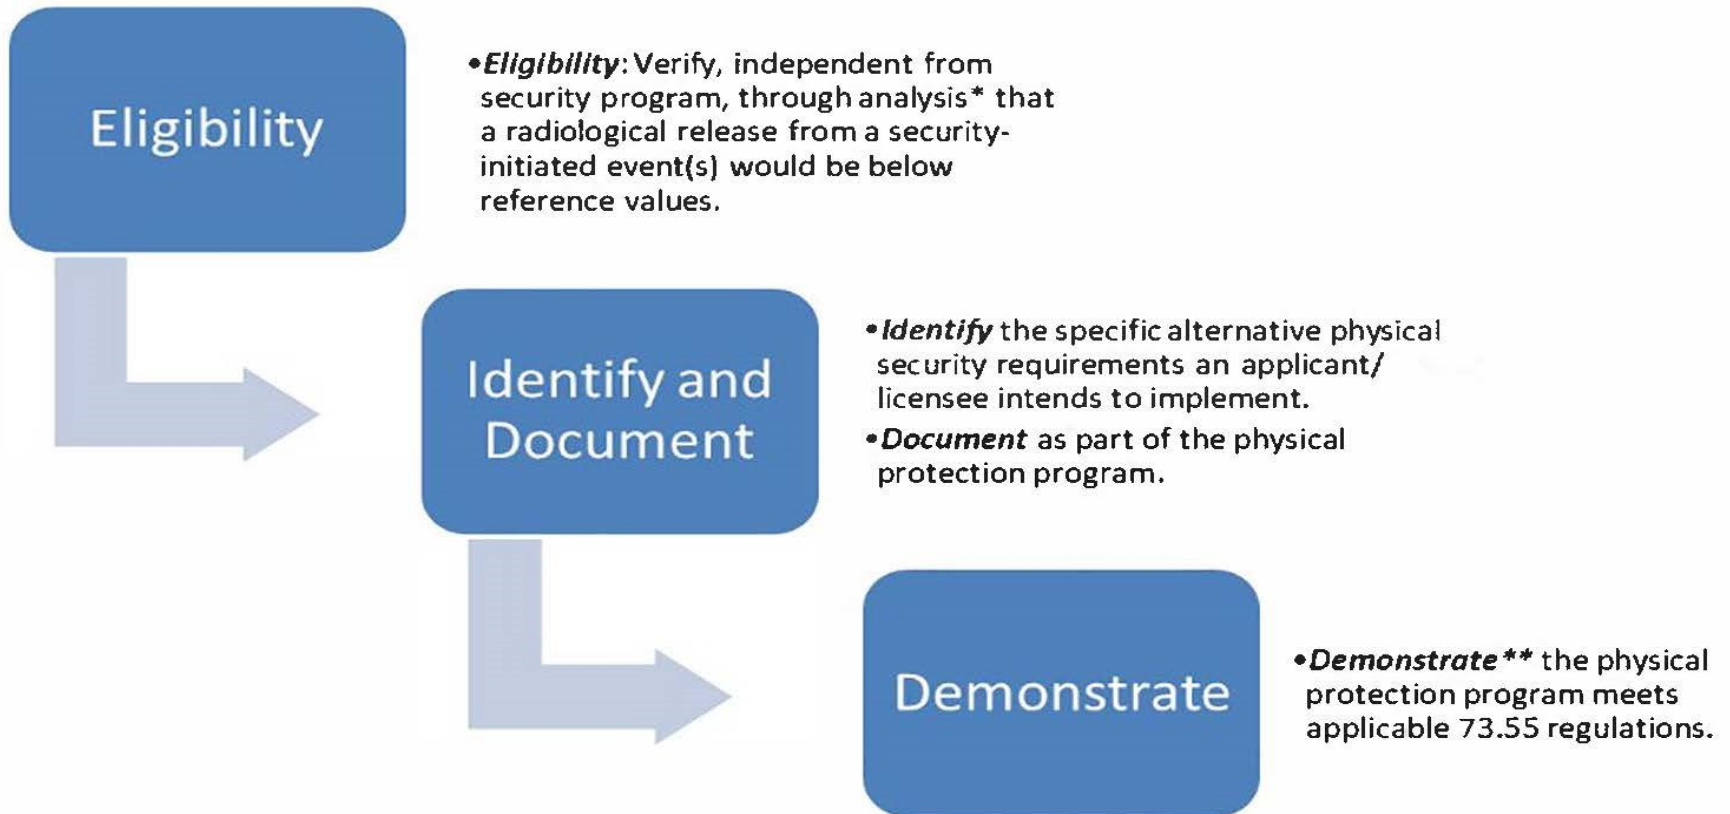 Eligibility
•Eligibility: Verify, independent from
security program, through analysis* that
a radiological release from a security-
initiated event(s) would be below
reference values.
Identify and
Document
•Identify the specific alternative physical
security requirements an applicant/
licensee intends to implement.
•Document as part of the physical
protection program.
Demonstrate
•Demonstrate** the physical
protection program meets
applicable 73.55 regulations.